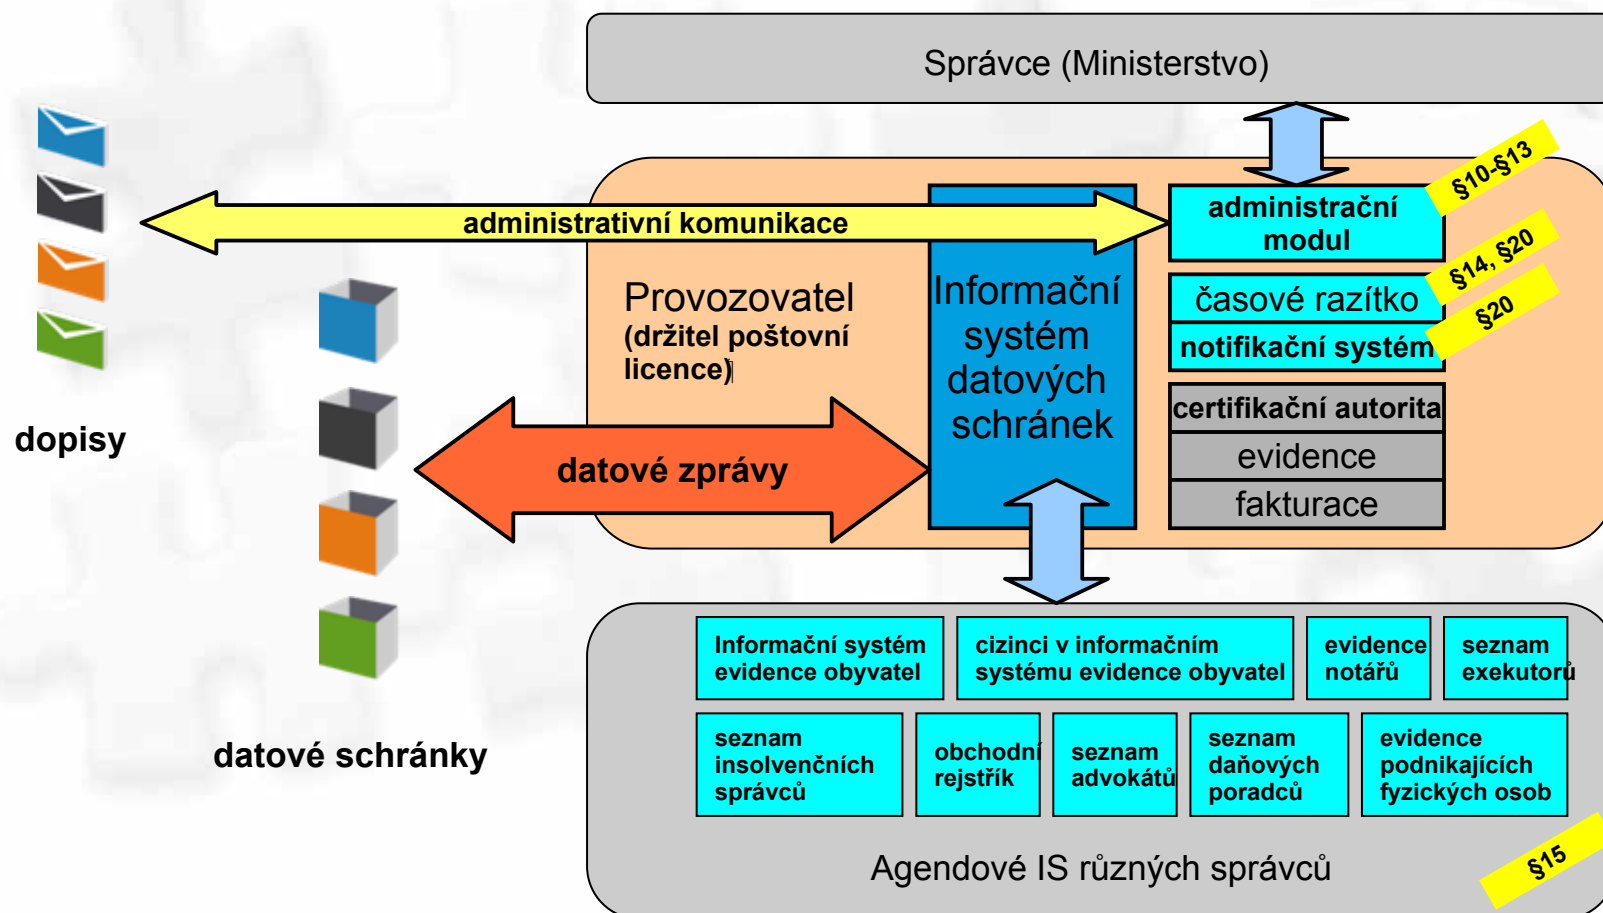 Správce (Ministerstvo)
§10-§13
administrativní komunikace
administrační
modul
§14, §20
Provozovatel
(držitel poštovní
licence)
Informační
systém
datových
schránek
časové razítko
§20
notifikační systém
certifikační autorita
evidence
fakturace
dopisy
datové zprávy
datové schránky
Informační systém
evidence obyvatel
cizinci v informačním
systému evidence obyvatel
evidence
notářů
seznam
exekutorů
seznam
insolvenčních
správců
obchodní
rejstřík
seznam
advokátů
seznam
daňových
poradců
evidence
podnikajících
fyzických osob
Agendové IS různých správců
§15